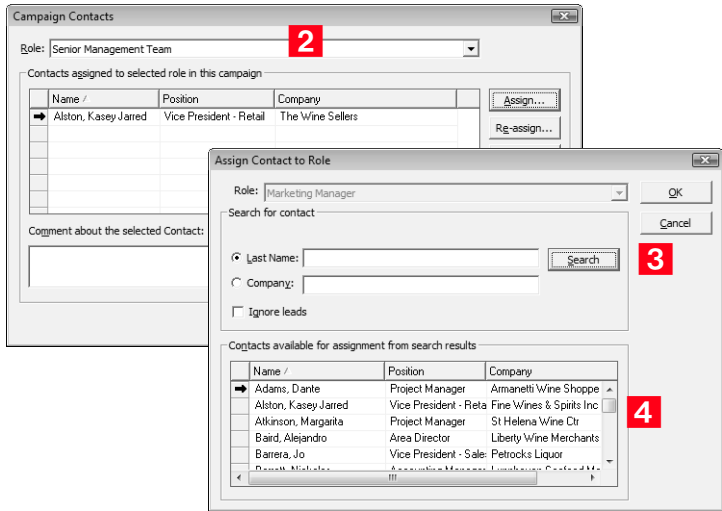 Campaign Contacts
Role: Senior Management Team
2
Contacts assigned to selected role in this campaign
Name Position Company
Alston, Kasey Jarred Vice President - Retail The Wine Sellers
Assign...
Re-assign...
Comment about the selected Contact:
Assign Contact to Role
Role: Marketing Manager
OK
Cancel
Search for contact
Last Name:
Search
3
Company:
Ignore leads
Contacts available for assignment from search results
Name Position Company
Adams, Dante Project Manager Armanetti Wine Shoppe
Alston, Kasey Jarred Vice President - Reta Fine Wines & Spirits Inc
4
Atkinson, Margarita Project Manager St Helena Wine Ctr
Baird, Alejandro Area Director Liberty Wine Merchants
Barrera, Jo Vice President - Sale: Petrocks Liquor